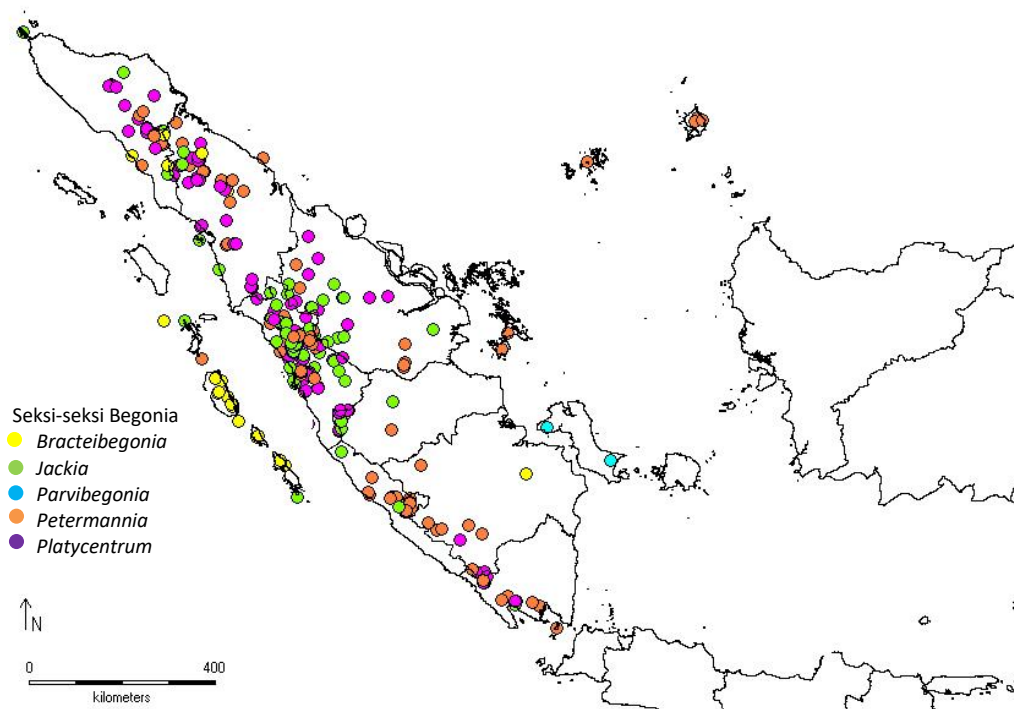 Seksi-seksi Begonia
Bracteibegonia
Jackia
Parvibegonia
Petermannia
Platycentrum
N
0 400
kilometers